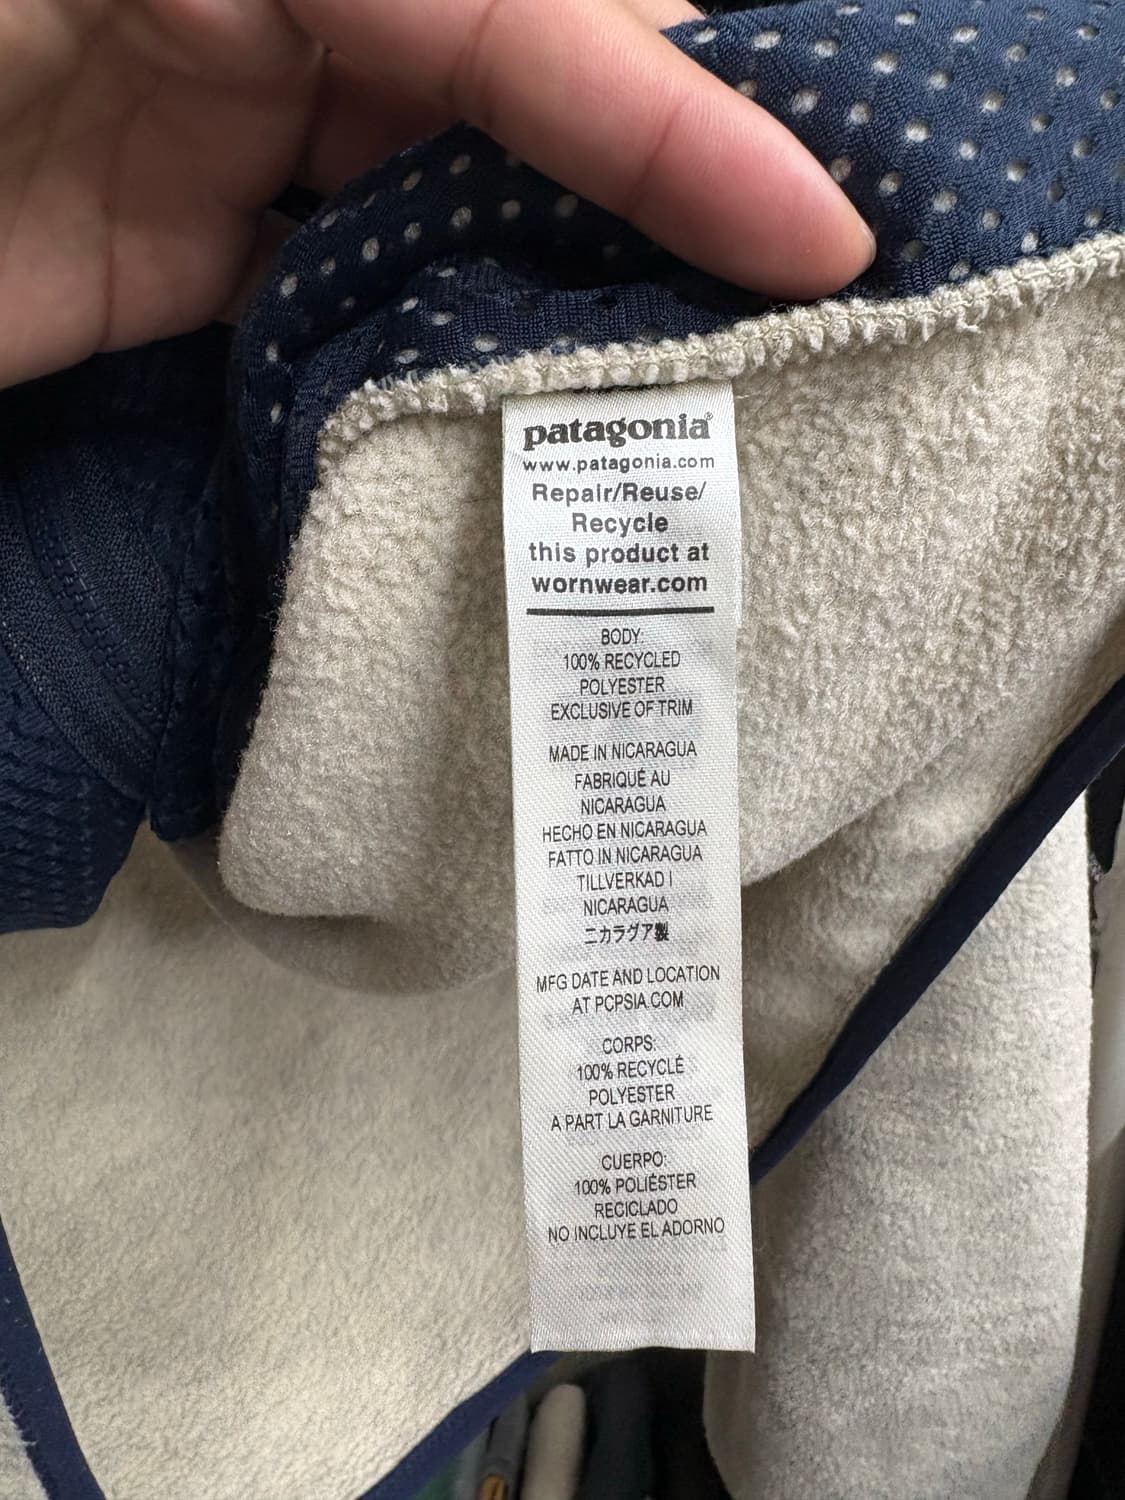 patagonia®
www.patagonia.com
Repair/Reuse/
Recycle
this product at
wornwear.com
BODY:
100% RECYCLED
POLYESTER
EXCLUSIVE OF TRIM
MADE IN NICARAGUA
FABRIQUÉ AU
NICARAGUA
HECHO EN NICARAGUA
FATTO IN NICARAGUA
TILLVERKAD I
NICARAGUA
ニカラグア製
MFG DATE AND LOCATION
AT PCPSIA.COM
CORPS:
100% RECYCLÉ
POLYESTER
A PART LA GARNITURE
CUERPO:
100% POLIÉSTER
RECICLADO
NO INCLUYE EL ADORNO